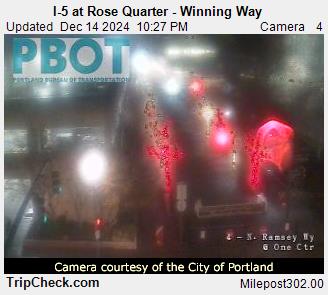 I-5 at Rose Quarter - Winning Way
Updated Dec 14 2024 10:27 PM Camera 4
PBOT
PORTLAND BUREAU OF TRANSPORTATION
4 - N. Ramsey Wy
@ One Ctr
Camera courtesy of the City of Portland
TripCheck.com Milepost302.00